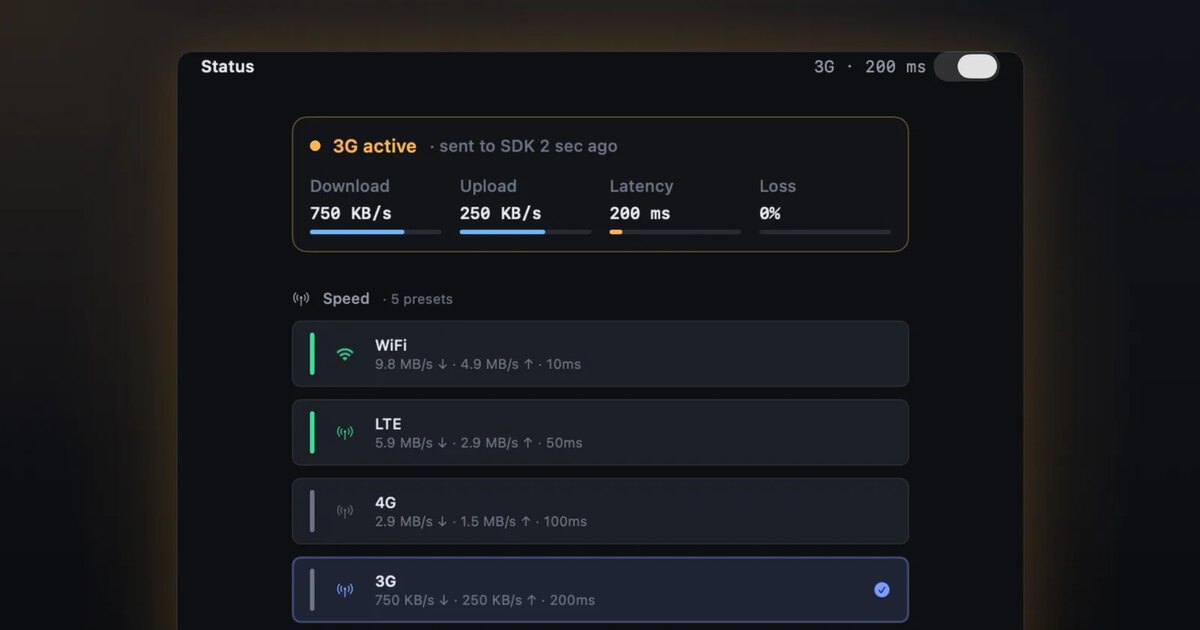 Status
3G · 200 ms
3G active · sent to SDK 2 sec ago
Download Upload Latency Loss
750 KB/s 250 KB/s 200 ms 0%
Speed · 5 presets
WiFi
9.8 MB/s ↓ · 4.9 MB/s ↑ · 10ms
LTE
5.9 MB/s ↓ · 2.9 MB/s ↑ · 50ms
4G
2.9 MB/s ↓ · 1.5 MB/s ↑ · 100ms
3G
750 KB/s ↓ · 250 KB/s ↑ · 200ms